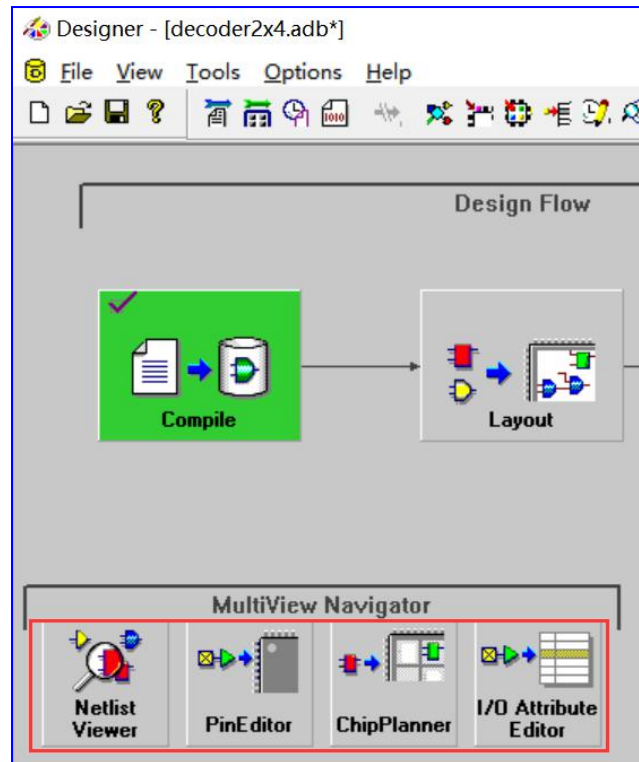 Designer - [decoder2x4.adb*]
File View Tools Options Help
Design Flow
Compile
Layout
MultiView Navigator
Netlist
Viewer
PinEditor
ChipPlanner
I/O Attribute
Editor